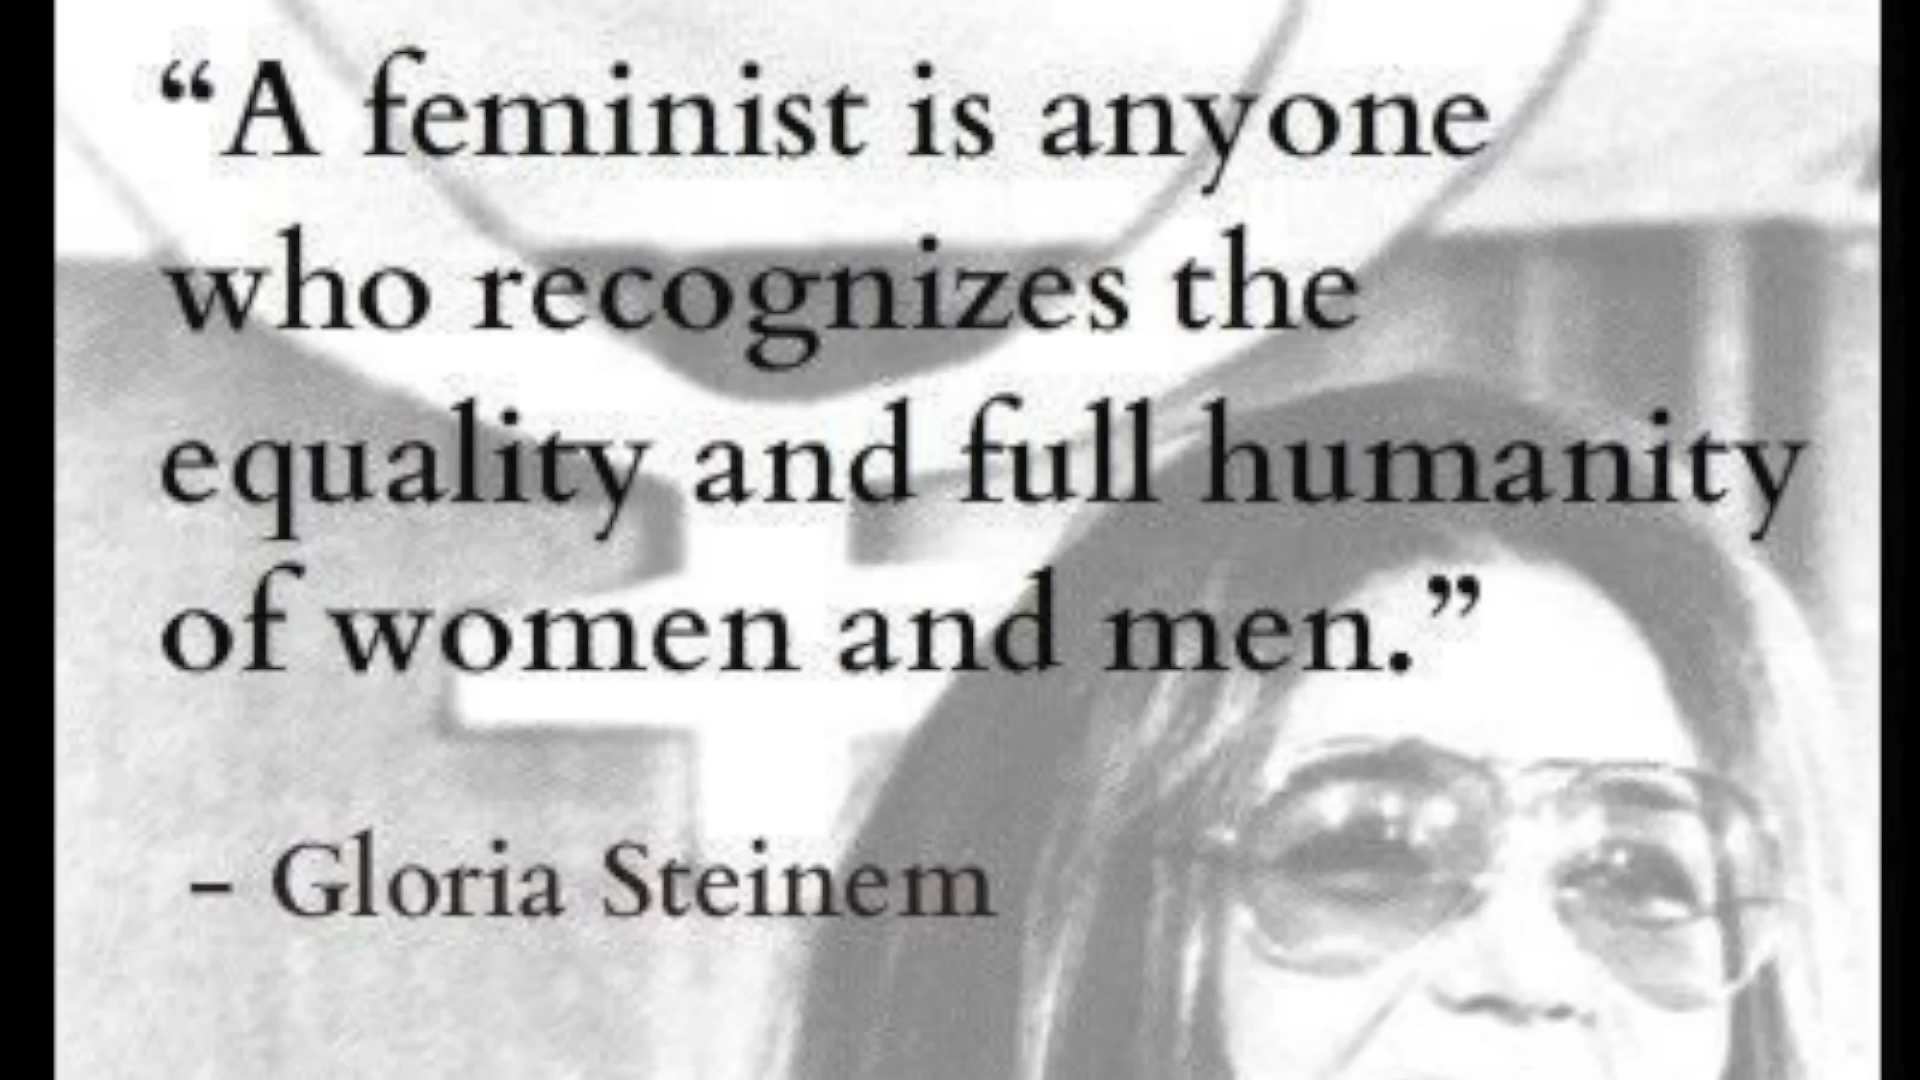 “A feminist is anyone
who recognizes the
equality and full humanity
of women and men.”
– Gloria Steinem